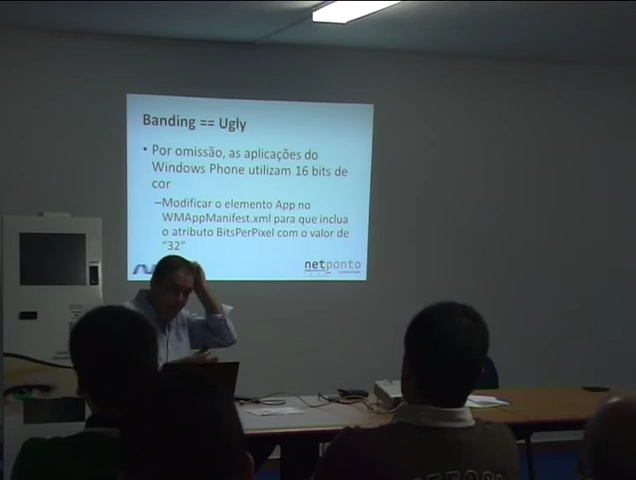 Banding == Ugly
• Por omissão, as aplicações do
Windows Phone utilizam 16 bits de
cor
–Modificar o elemento App no
WMAppManifest.xml para que inclua
o atributo BitsPerPixel com o valor de
"32"
netponto